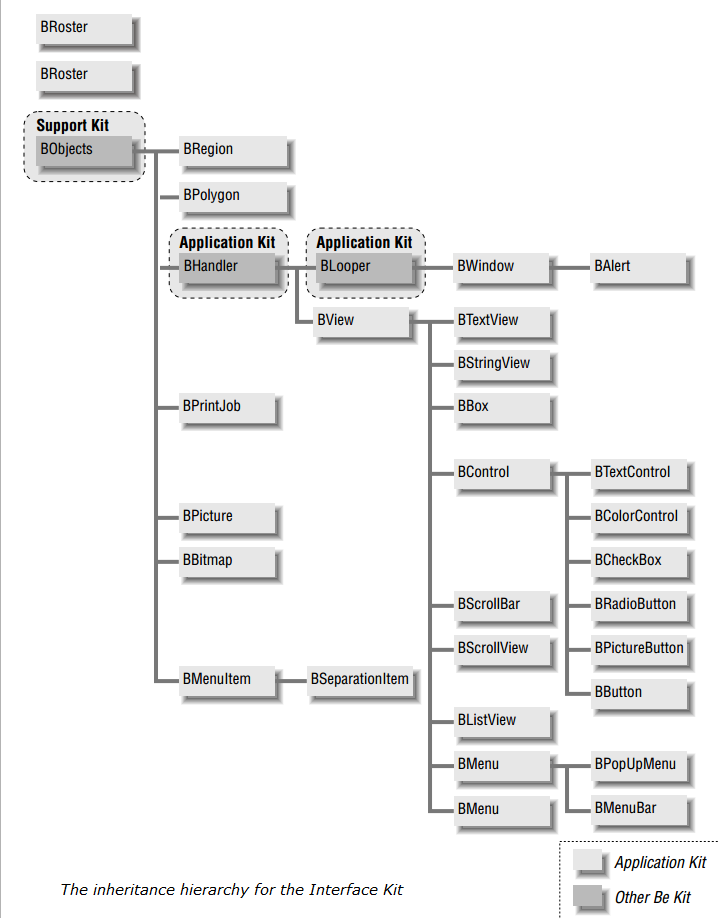 BRoster
BRoster
Support Kit
BObjects
BRegion
BPolygon
Application Kit
Application Kit
BHandler
BLooper
BWindow
BAlert
BView
BTextView
BStringView
BPrintJob
BBox
BControl
BTextControl
BPicture
BColorControl
BBitmap
BCheckBox
BScrollBar
BRadioButton
BScrollView
BPictureButton
BMenuItem
BSeparationItem
BButton
BListView
BMenu
BPopUpMenu
BMenu
BMenuBar
Application Kit
The inheritance hierarchy for the Interface Kit
Other Be Kit